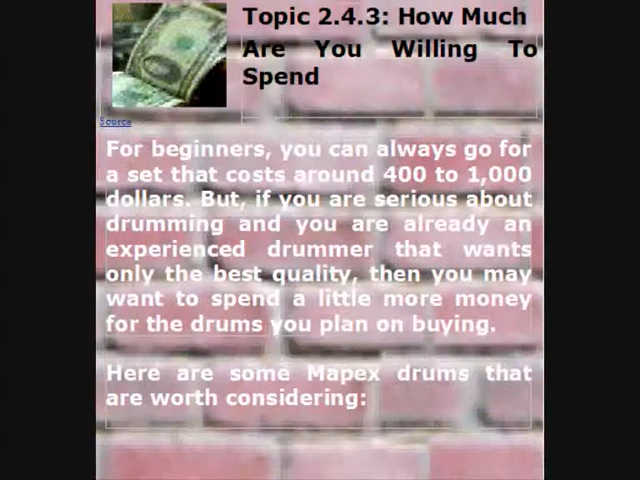 Topic 2.4.3: How Much
Are You Willing To
Spend
Source
For beginners, you can always go for
a set that costs around 400 to 1,000
dollars. But, if you are serious about
drumming and you are already an
experienced drummer that wants
only the best quality, then you may
want to spend a little more money
for the drums you plan on buying.
Here are some Mapex drums that
are worth considering: